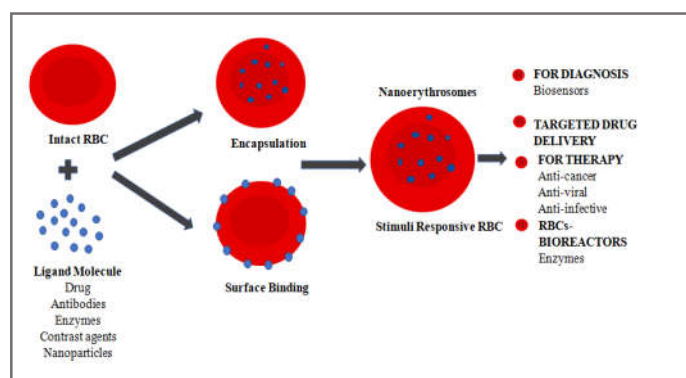 Intact RBC
Ligand Molecule
Drug
Antibodies
Enzymes
Contrast agents
Nanoparticles
Encapsulation
Surface Binding
Nanoerythrosomes
Stimuli Responsive RBC
FOR DIAGNOSIS
Biosensors
TARGETED DRUG
DELIVERY
FOR THERAPY
Anti-cancer
Anti-viral
Anti-infective
RBCs-
BIOREACTORS
Enzymes